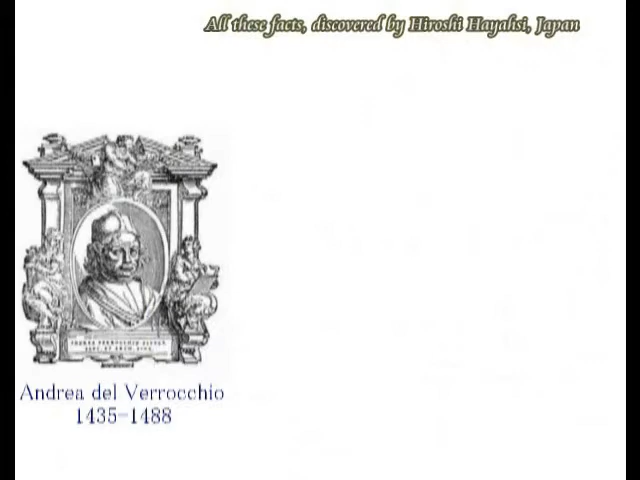 All these facts, discovered by Hiroshi Hayahsi, Japan
Andrea del Verrocchio
1435-1488